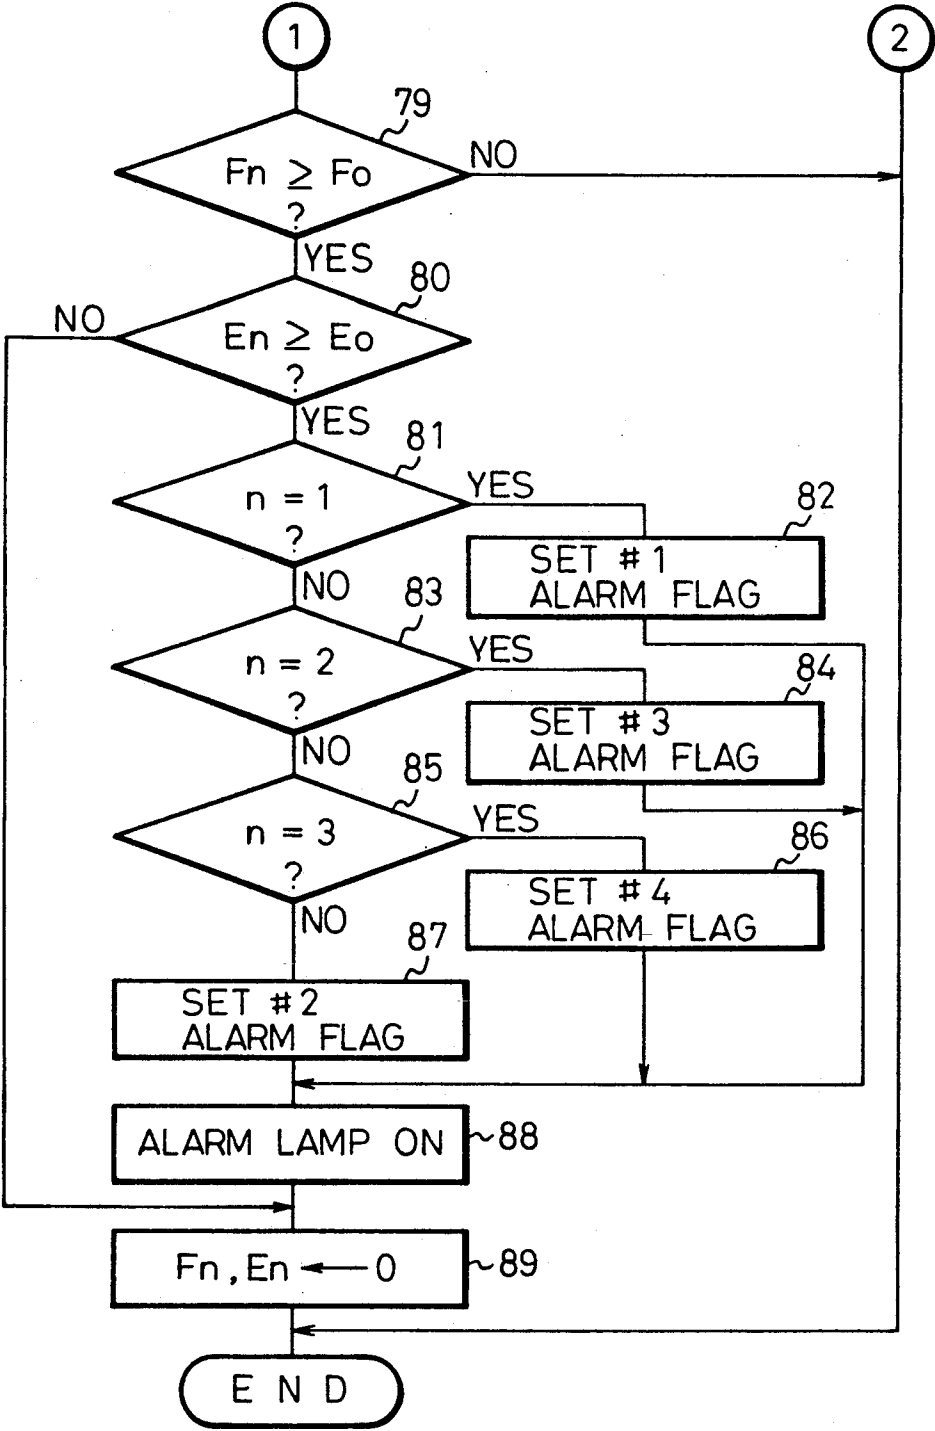 1
2
79
Fn ≥ Fo
?
NO
YES
80
NO
En ≥ Eo
?
YES
81
n = 1
?
YES
82
SET #1
ALARM FLAG
NO
83
n = 2
?
YES
84
SET #3
ALARM FLAG
NO
85
n = 3
?
YES
86
SET #4
ALARM FLAG
NO
87
SET #2
ALARM FLAG
ALARM LAMP ON
88
Fn, En ← 0
89
END